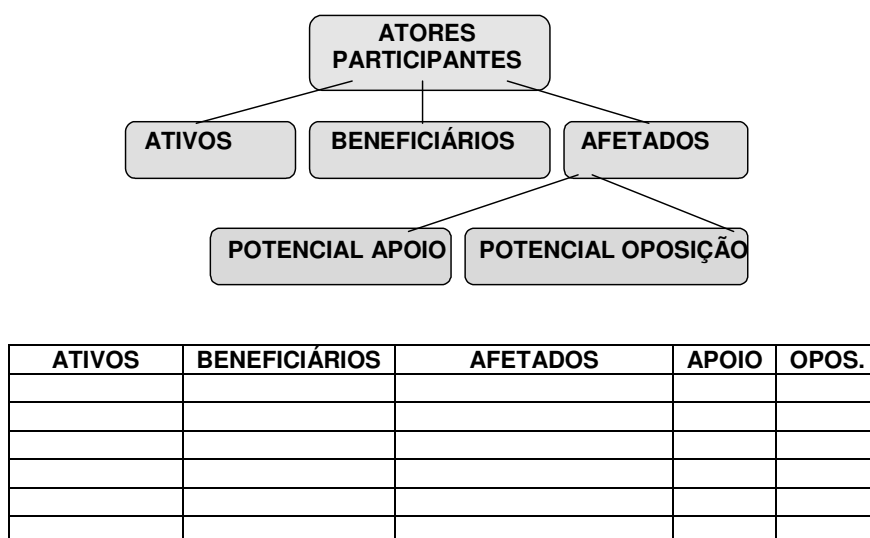 ATORES
PARTICIPANTES
ATIVOS BENEFICIÁRIOS AFETADOS
POTENCIAL APOIO POTENCIAL OPOSIÇÃO
ATIVOS BENEFICIÁRIOS AFETADOS APOIO OPOS.